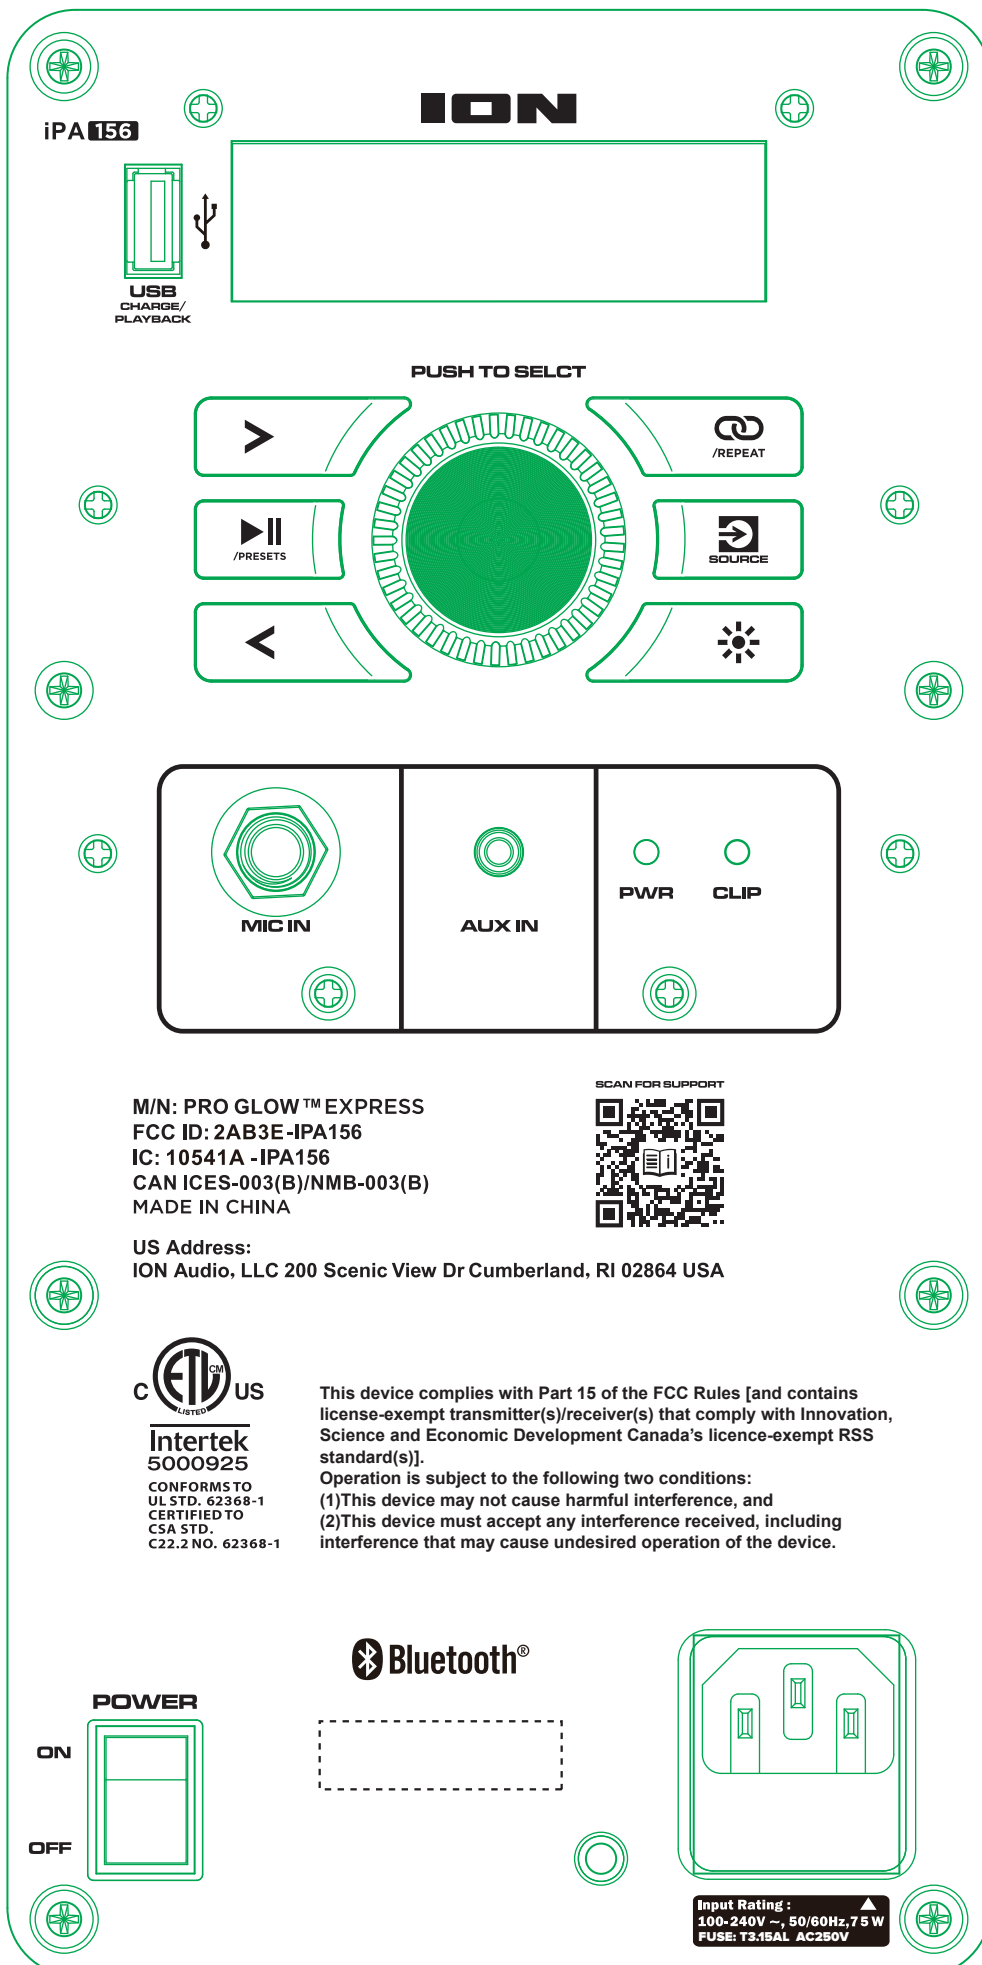 ION
iPA 156
USB
CHARGE/
PLAYBACK
PUSH TO SELCT
/REPEAT
/PRESETS
SOURCE
MIC IN
AUX IN
PWR
CLIP
SCAN FOR SUPPORT
M/N: PRO GLOW™ EXPRESS
FCC ID: 2AB3E-IPA156
IC: 10541A -IPA156
CAN ICES-003(B)/NMB-003(B)
MADE IN CHINA
US Address:
ION Audio, LLC 200 Scenic View Dr Cumberland, RI 02864 USA
C ETL CM US
LISTED
Intertek
5000925
CONFORMS TO
UL STD. 62368-1
CERTIFIED TO
CSA STD.
C22.2 NO. 62368-1
This device complies with Part 15 of the FCC Rules [and contains
license-exempt transmitter(s)/receiver(s) that comply with Innovation,
Science and Economic Development Canada's licence-exempt RSS
standard(s)].
Operation is subject to the following two conditions:
(1)This device may not cause harmful interference, and
(2)This device must accept any interference received, including
interference that may cause undesired operation of the device.
Bluetooth®
POWER
ON
OFF
Input Rating :
100-240V ~, 50/60Hz,75W
FUSE: T3.15AL AC250V